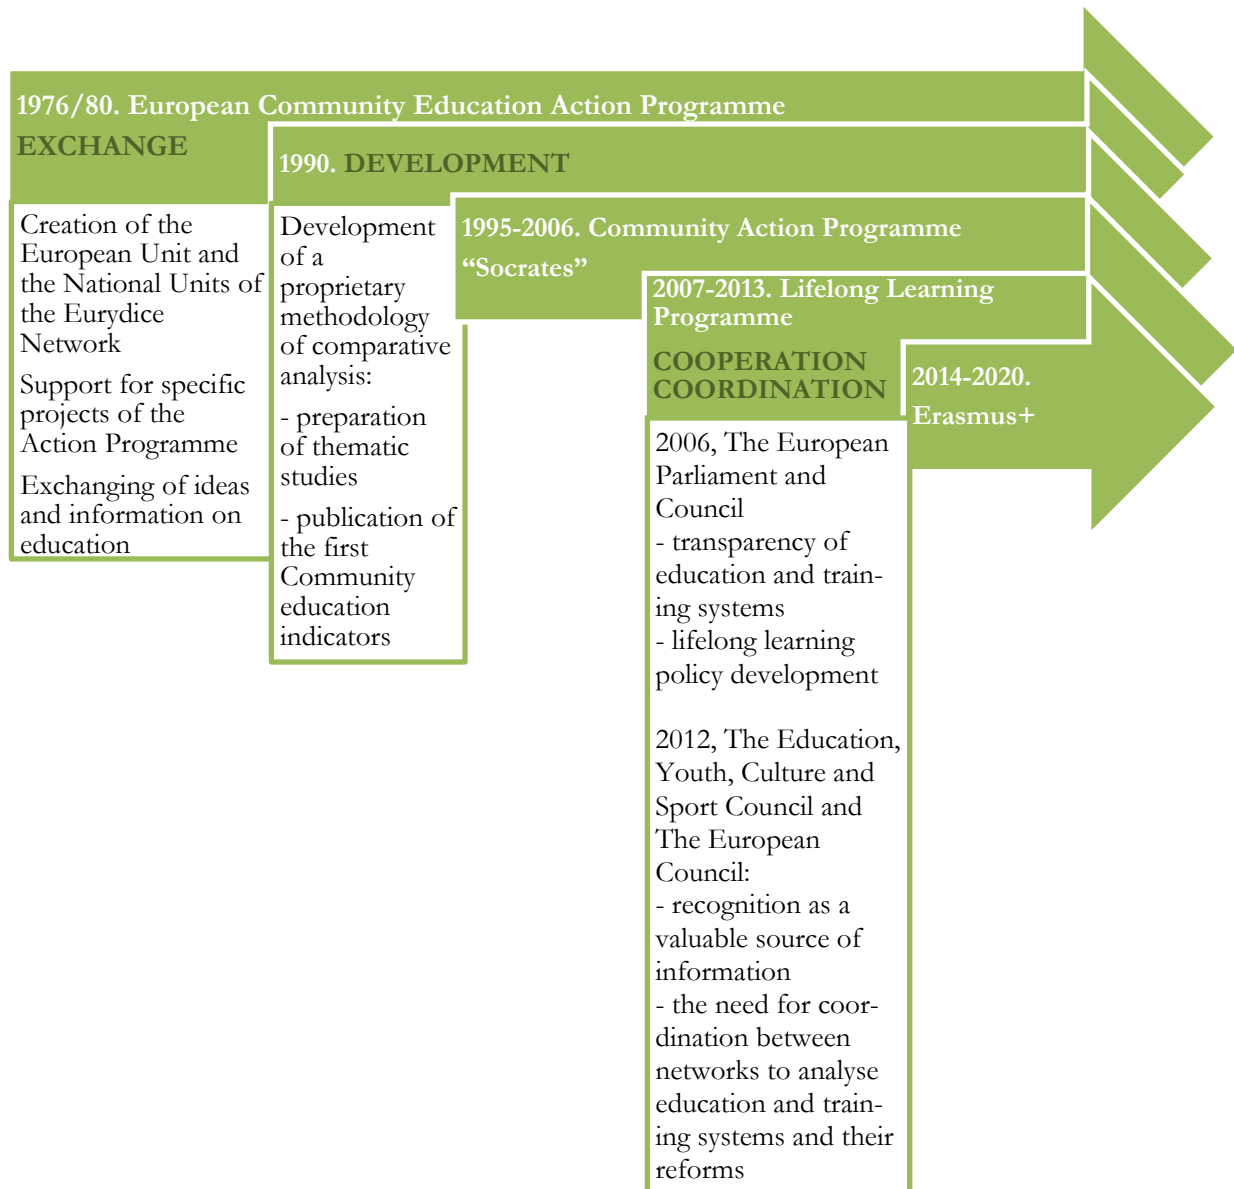 1976/80. European Community Education Action Programme
EXCHANGE
Creation of the
European Unit and
the National Units of
the Eurydice
Network
Support for specific
projects of the
Action Programme
Exchanging of ideas
and information on
education
1990. DEVELOPMENT
Development
of a
proprietary
methodology
of comparative
analysis:
- preparation
of thematic
studies
- publication of
the first
Community
education
indicators
1995-2006. Community Action Programme
“Socrates”
2007-2013. Lifelong Learning
Programme
COOPERATION
COORDINATION
2006, The European
Parliament and
Council
- transparency of
education and train-
ing systems
- lifelong learning
policy development
2012, The Education,
Youth, Culture and
Sport Council and
The European
Council:
- recognition as a
valuable source of
information
- the need for coor-
dination between
networks to analyse
education and train-
ing systems and their
reforms
2014-2020.
Erasmus+